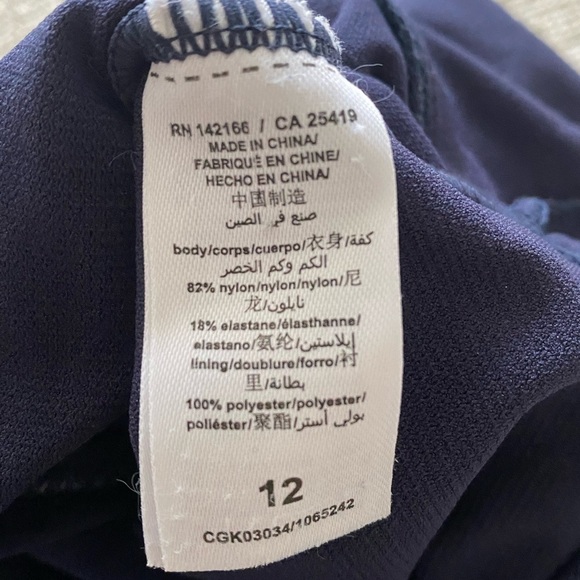 RN 142166 / CA 25419
MADE IN CHINA/
FABRIQUÉ EN CHINE/
HECHO EN CHINA/
中国制造
صنع في الصين
body/corps/cuerpo/衣身/كفة/
الكم وكم الخصر
82% nylon/nylon/nylon/尼
龙/نايلون/
18% elastane/élasthanne/
elastano/氨纶/إيلاستين/
lining/doublure/forro/衬
里/بطانة/
100% polyester/polyester/
poliéster/聚酯/بولي أستر/
12
CGK03034/1065242